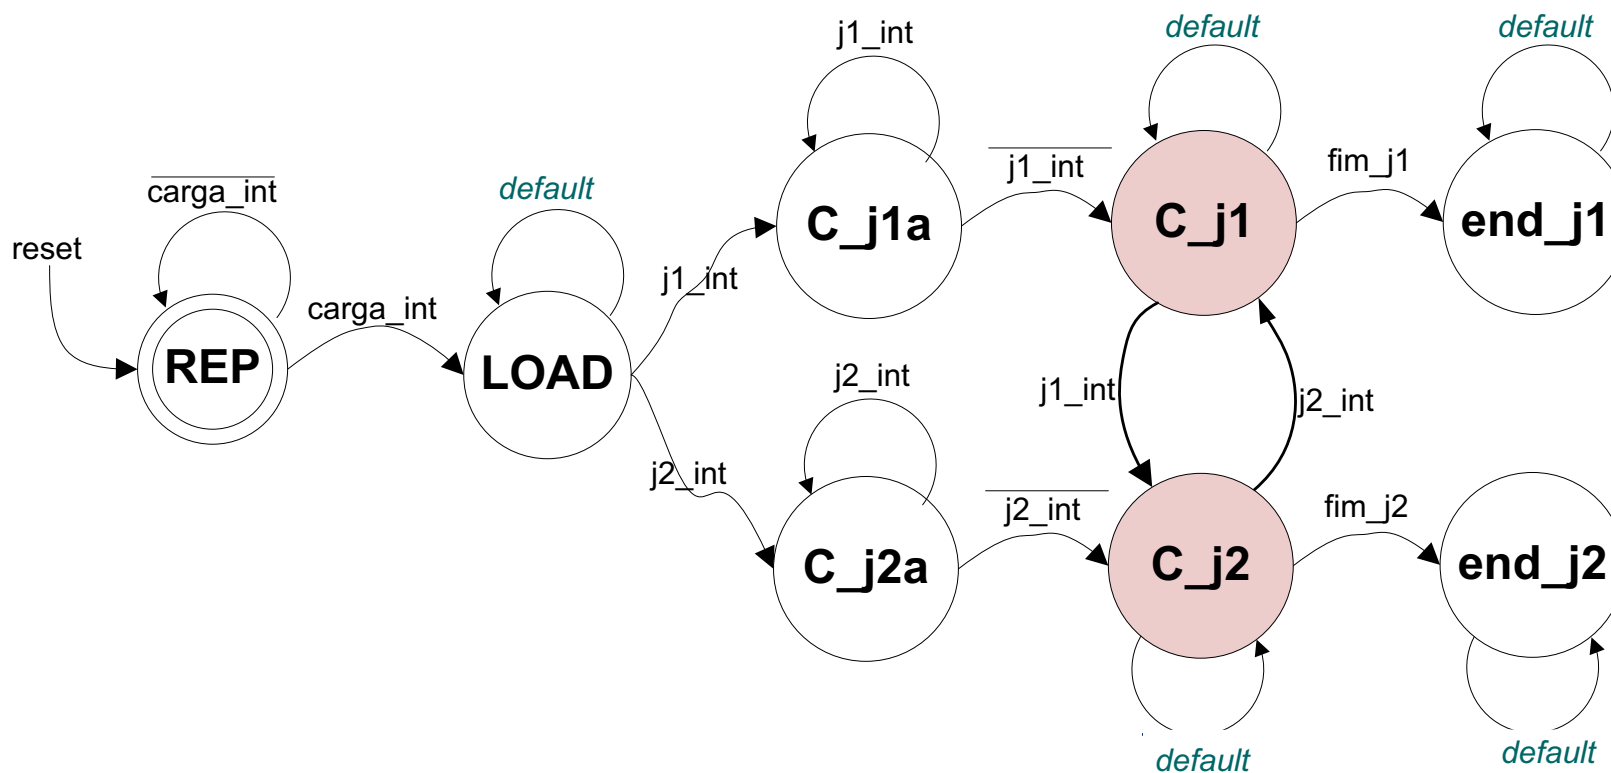 j1_int
default
default
j1_int
fim_j1
carga_int
default
C_j1a
C_j1
end_j1
reset
j1_int
carga_int
REP
LOAD
j2_int
j1_int
j2_int
j2_int
j2_int
fim_j2
C_j2a
C_j2
end_j2
default
default